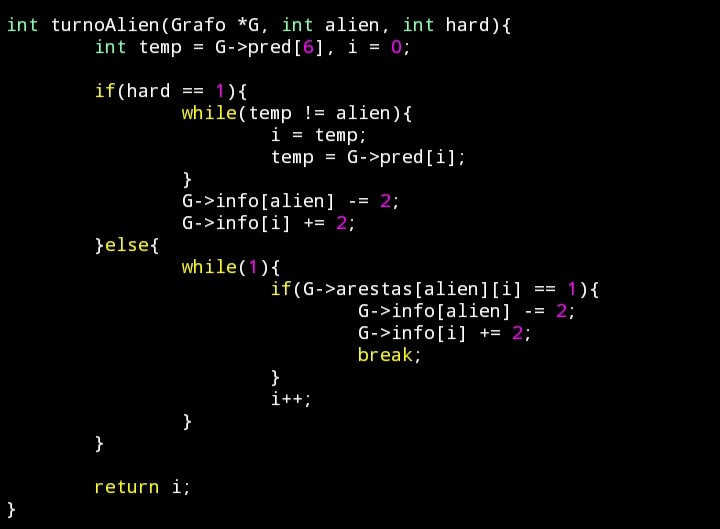 int turnoAlien(Grafo *G, int alien, int hard){
        int temp = G->pred[6], i = 0;

        if(hard == 1){
                while(temp != alien){
                        i = temp;
                        temp = G->pred[i];
                }
                G->info[alien] -= 2;
                G->info[i] += 2;
        }else{
                while(1){
                        if(G->arestas[alien][i] == 1){
                                G->info[alien] -= 2;
                                G->info[i] += 2;
                                break;
                        }
                        i++;
                }
        }

        return i;
}